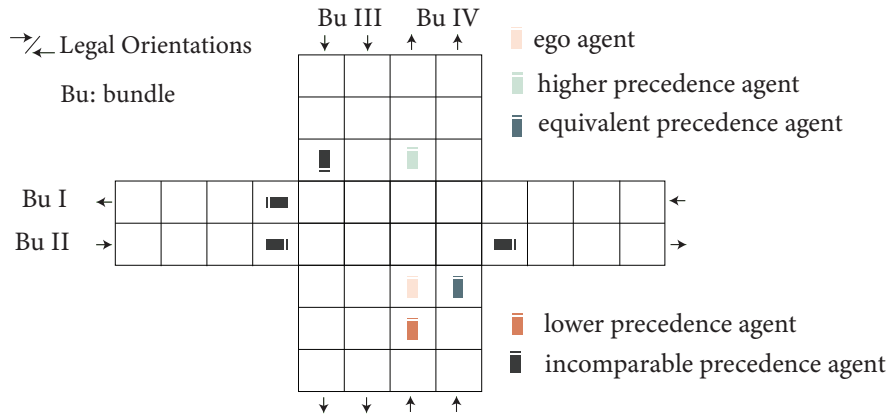 Bu III
Bu IV
Legal Orientations
Bu: bundle
ego agent
higher precedence agent
equivalent precedence agent
Bu I
Bu II
lower precedence agent
incomparable precedence agent